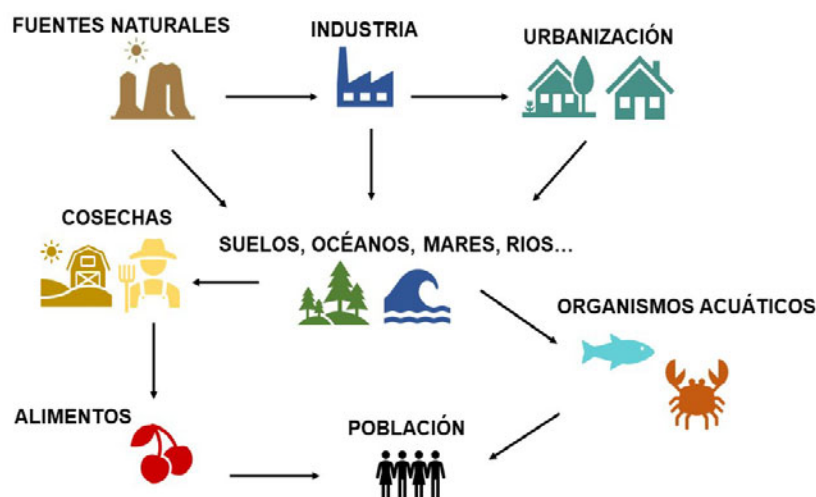 FUENTES NATURALES
INDUSTRIA
URBANIZACIÓN
COSECHAS
SUELOS, OCÉANOS, MARES, RIOS...
ORGANISMOS ACUÁTICOS
ALIMENTOS
POBLACIÓN